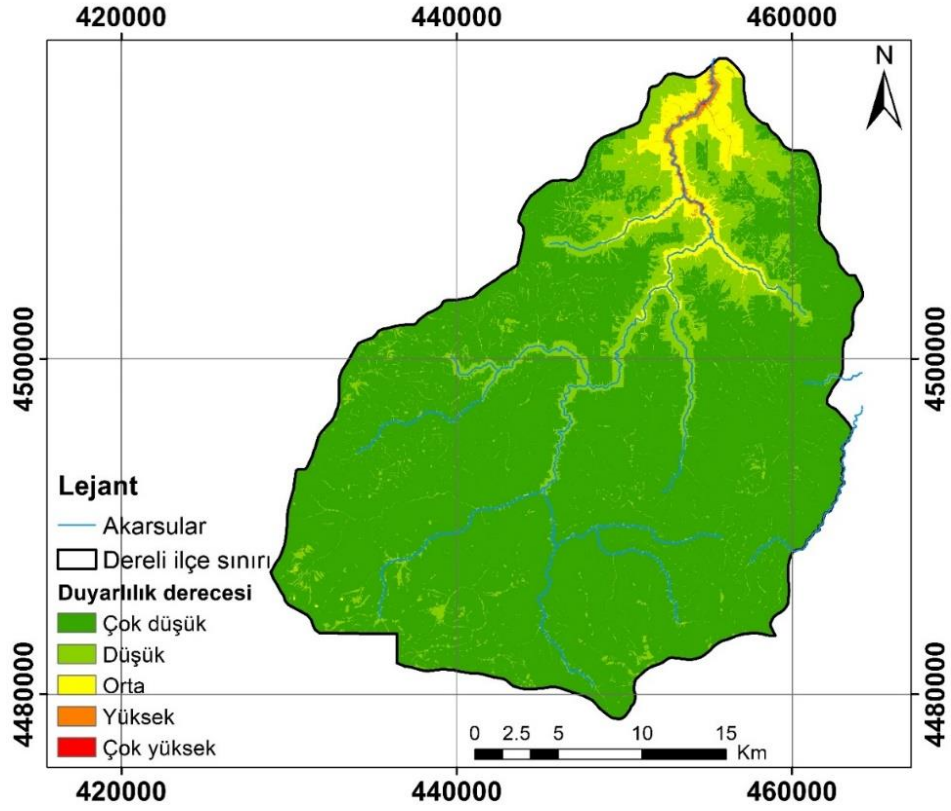 420000 440000 460000
N
4500000 4500000
Lejant
Akarsular
Dereli ilçe sınırı
Duyarlılık derecesi
Çok düşük
Düşük
Orta
Yüksek
Çok yüksek
4480000 4480000
0 2.5 5 10 15
Km
420000 440000 460000